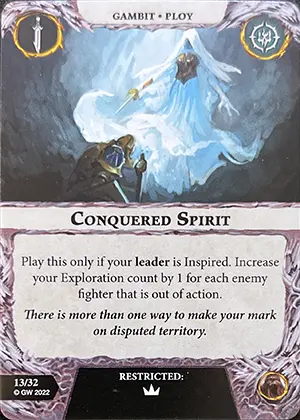 GAMBIT • PLOY
CONQUERED SPIRIT
Play this only if your leader is Inspired. Increase
your Exploration count by 1 for each enemy
fighter that is out of action.
There is more than one way to make your mark
on disputed territory.
13/32
© GW 2022
RESTRICTED: